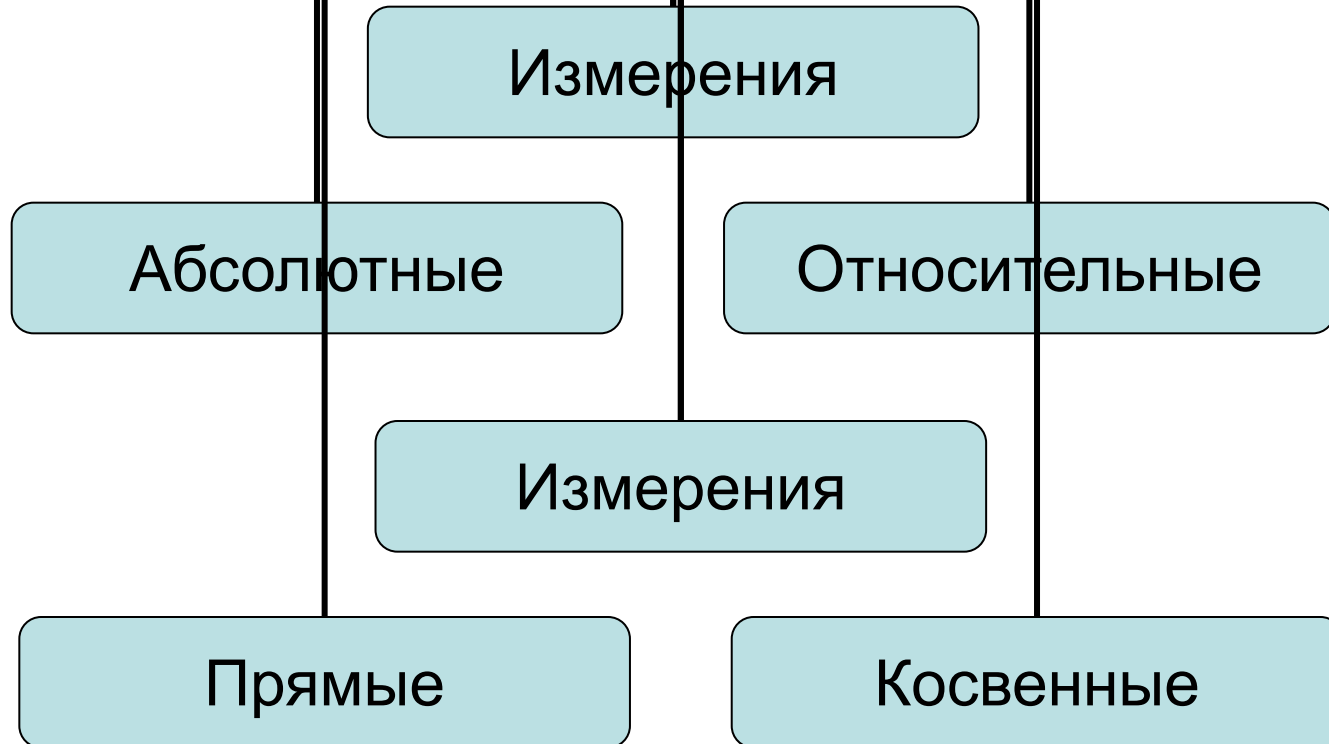 Измерения
Абсолютные
Относительные
Измерения
Прямые
Косвенные